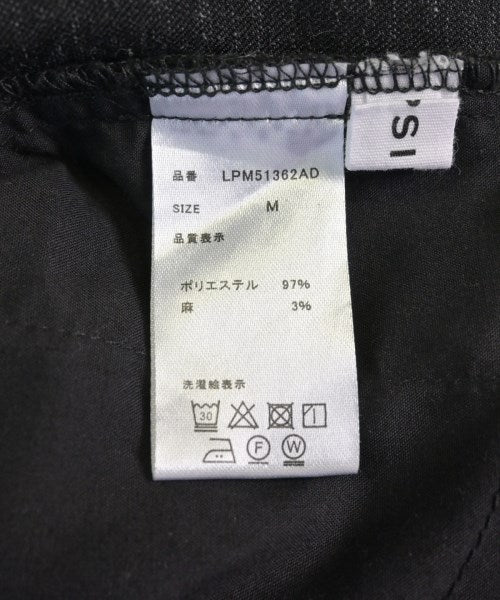 品番 LPM51362AD
SIZE M
品質表示
ポリエステル 97%
麻 3%
洗濯絵表示
30
F W
SI